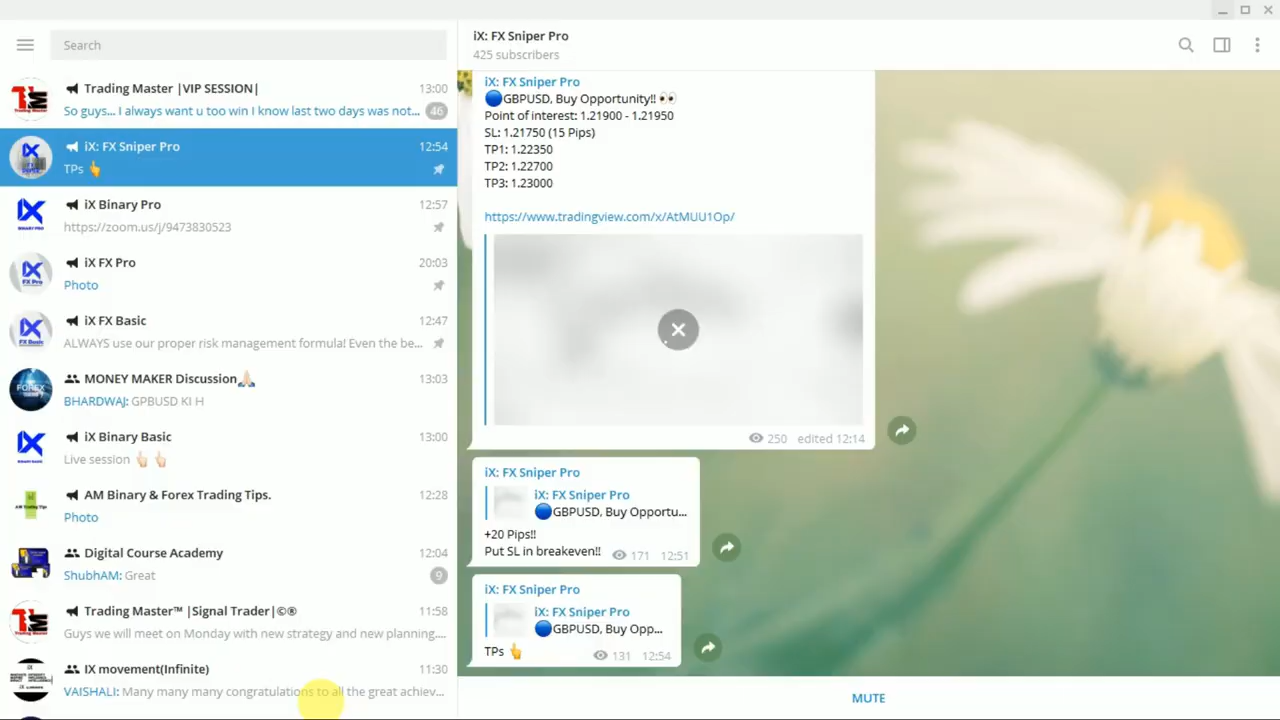 Search
Trading Master |VIP SESSION|
13:00
So guys... I always want u too win I know last two days was not...
46
iX: FX Sniper Pro
12:54
TPs 👆
iX Binary Pro
12:57
https://zoom.us/j/9473830523
iX FX Pro
20:03
Photo
iX FX Basic
12:47
ALWAYS use our proper risk management formula! Even the be...
MONEY MAKER Discussion🙏🏻
13:03
BHARDWAJ: GPBUSD KI H
iX Binary Basic
13:00
Live session 👆🏻 👆🏻
AM Binary & Forex Trading Tips.
12:28
Photo
Digital Course Academy
12:04
ShubhAM: Great
9
Trading Master™ |Signal Trader|©®
11:58
Guys we will meet on Monday with new strategy and new planning....
IX movement(Infinite)
11:30
VAISHALI: Many many many congratulations to all the great achiev...
iX: FX Sniper Pro
425 subscribers
iX: FX Sniper Pro
🔵GBPUSD, Buy Opportunity!! 👀
Point of interest: 1.21900 - 1.21950
SL: 1.21750 (15 Pips)
TP1: 1.22350
TP2: 1.22700
TP3: 1.23000
https://www.tradingview.com/x/AtMUU1Op/
250 edited 12:14
iX: FX Sniper Pro
iX: FX Sniper Pro
🔵GBPUSD, Buy Opportu...
+20 Pips!!
Put SL in breakeven!!
171 12:51
iX: FX Sniper Pro
iX: FX Sniper Pro
🔵GBPUSD, Buy Opp...
TPs 👆
131 12:54
MUTE